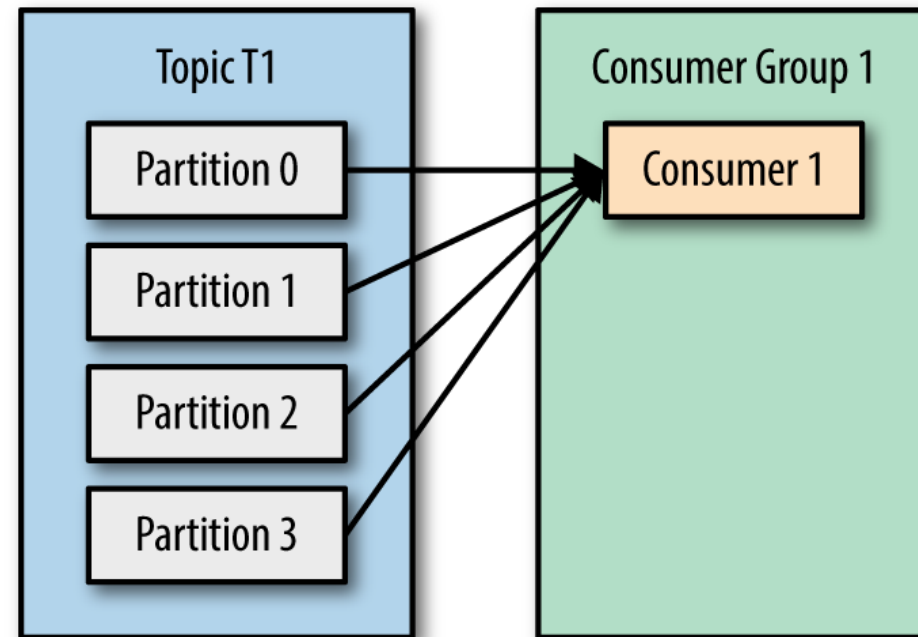 Topic T1
Partition 0
Partition 1
Partition 2
Partition 3
Consumer Group 1
Consumer 1